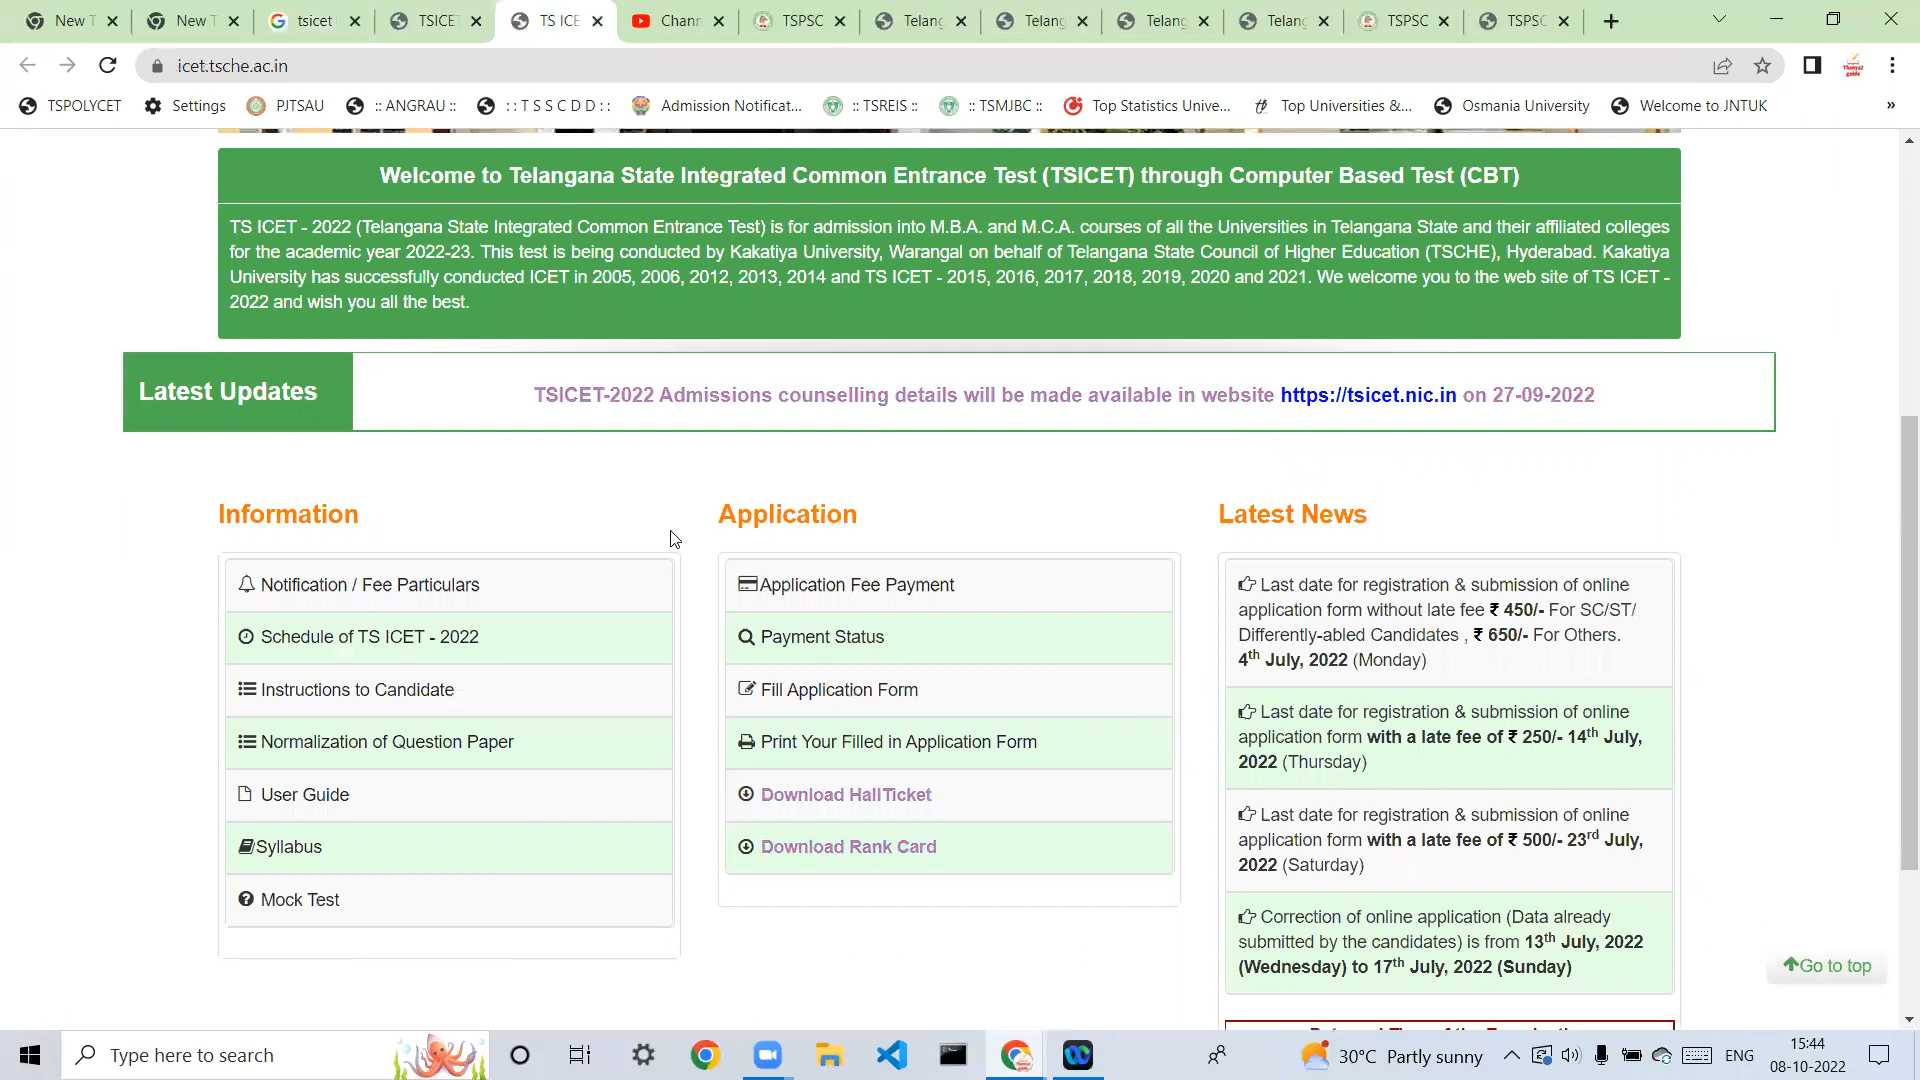 New T
New T
tsicet
TSICET
TS ICE
Chann
TSPSC
Telang
Telang
Telang
Telang
TSPSC
TSPSC
icet.tsche.ac.in
TSPOLYCET
Settings
PJTSAU
:: ANGRAU ::
: : T S S C D D : :
Admission Notificat...
:: TSREIS ::
:: TSMJBC ::
Top Statistics Unive...
Top Universities &...
Osmania University
Welcome to JNTUK
»
Welcome to Telangana State Integrated Common Entrance Test (TSICET) through Computer Based Test (CBT)
TS ICET - 2022 (Telangana State Integrated Common Entrance Test) is for admission into M.B.A. and M.C.A. courses of all the Universities in Telangana State and their affiliated colleges
for the academic year 2022-23. This test is being conducted by Kakatiya University, Warangal on behalf of Telangana State Council of Higher Education (TSCHE), Hyderabad. Kakatiya
University has successfully conducted ICET in 2005, 2006, 2012, 2013, 2014 and TS ICET - 2015, 2016, 2017, 2018, 2019, 2020 and 2021. We welcome you to the web site of TS ICET -
2022 and wish you all the best.
Latest Updates
TSICET-2022 Admissions counselling details will be made available in website https://tsicet.nic.in on 27-09-2022
Information
Notification / Fee Particulars
Schedule of TS ICET - 2022
Instructions to Candidate
Normalization of Question Paper
User Guide
Syllabus
Mock Test
Application
Application Fee Payment
Payment Status
Fill Application Form
Print Your Filled in Application Form
Download HallTicket
Download Rank Card
Latest News
Last date for registration & submission of online
application form without late fee ₹ 450/- For SC/ST/
Differently-abled Candidates , ₹ 650/- For Others.
4th July, 2022 (Monday)
Last date for registration & submission of online
application form with a late fee of ₹ 250/- 14th July,
2022 (Thursday)
Last date for registration & submission of online
application form with a late fee of ₹ 500/- 23rd July,
2022 (Saturday)
Correction of online application (Data already
submitted by the candidates) is from 13th July, 2022
(Wednesday) to 17th July, 2022 (Sunday)
Go to top
Type here to search
30°C Partly sunny
ENG
15:44
08-10-2022